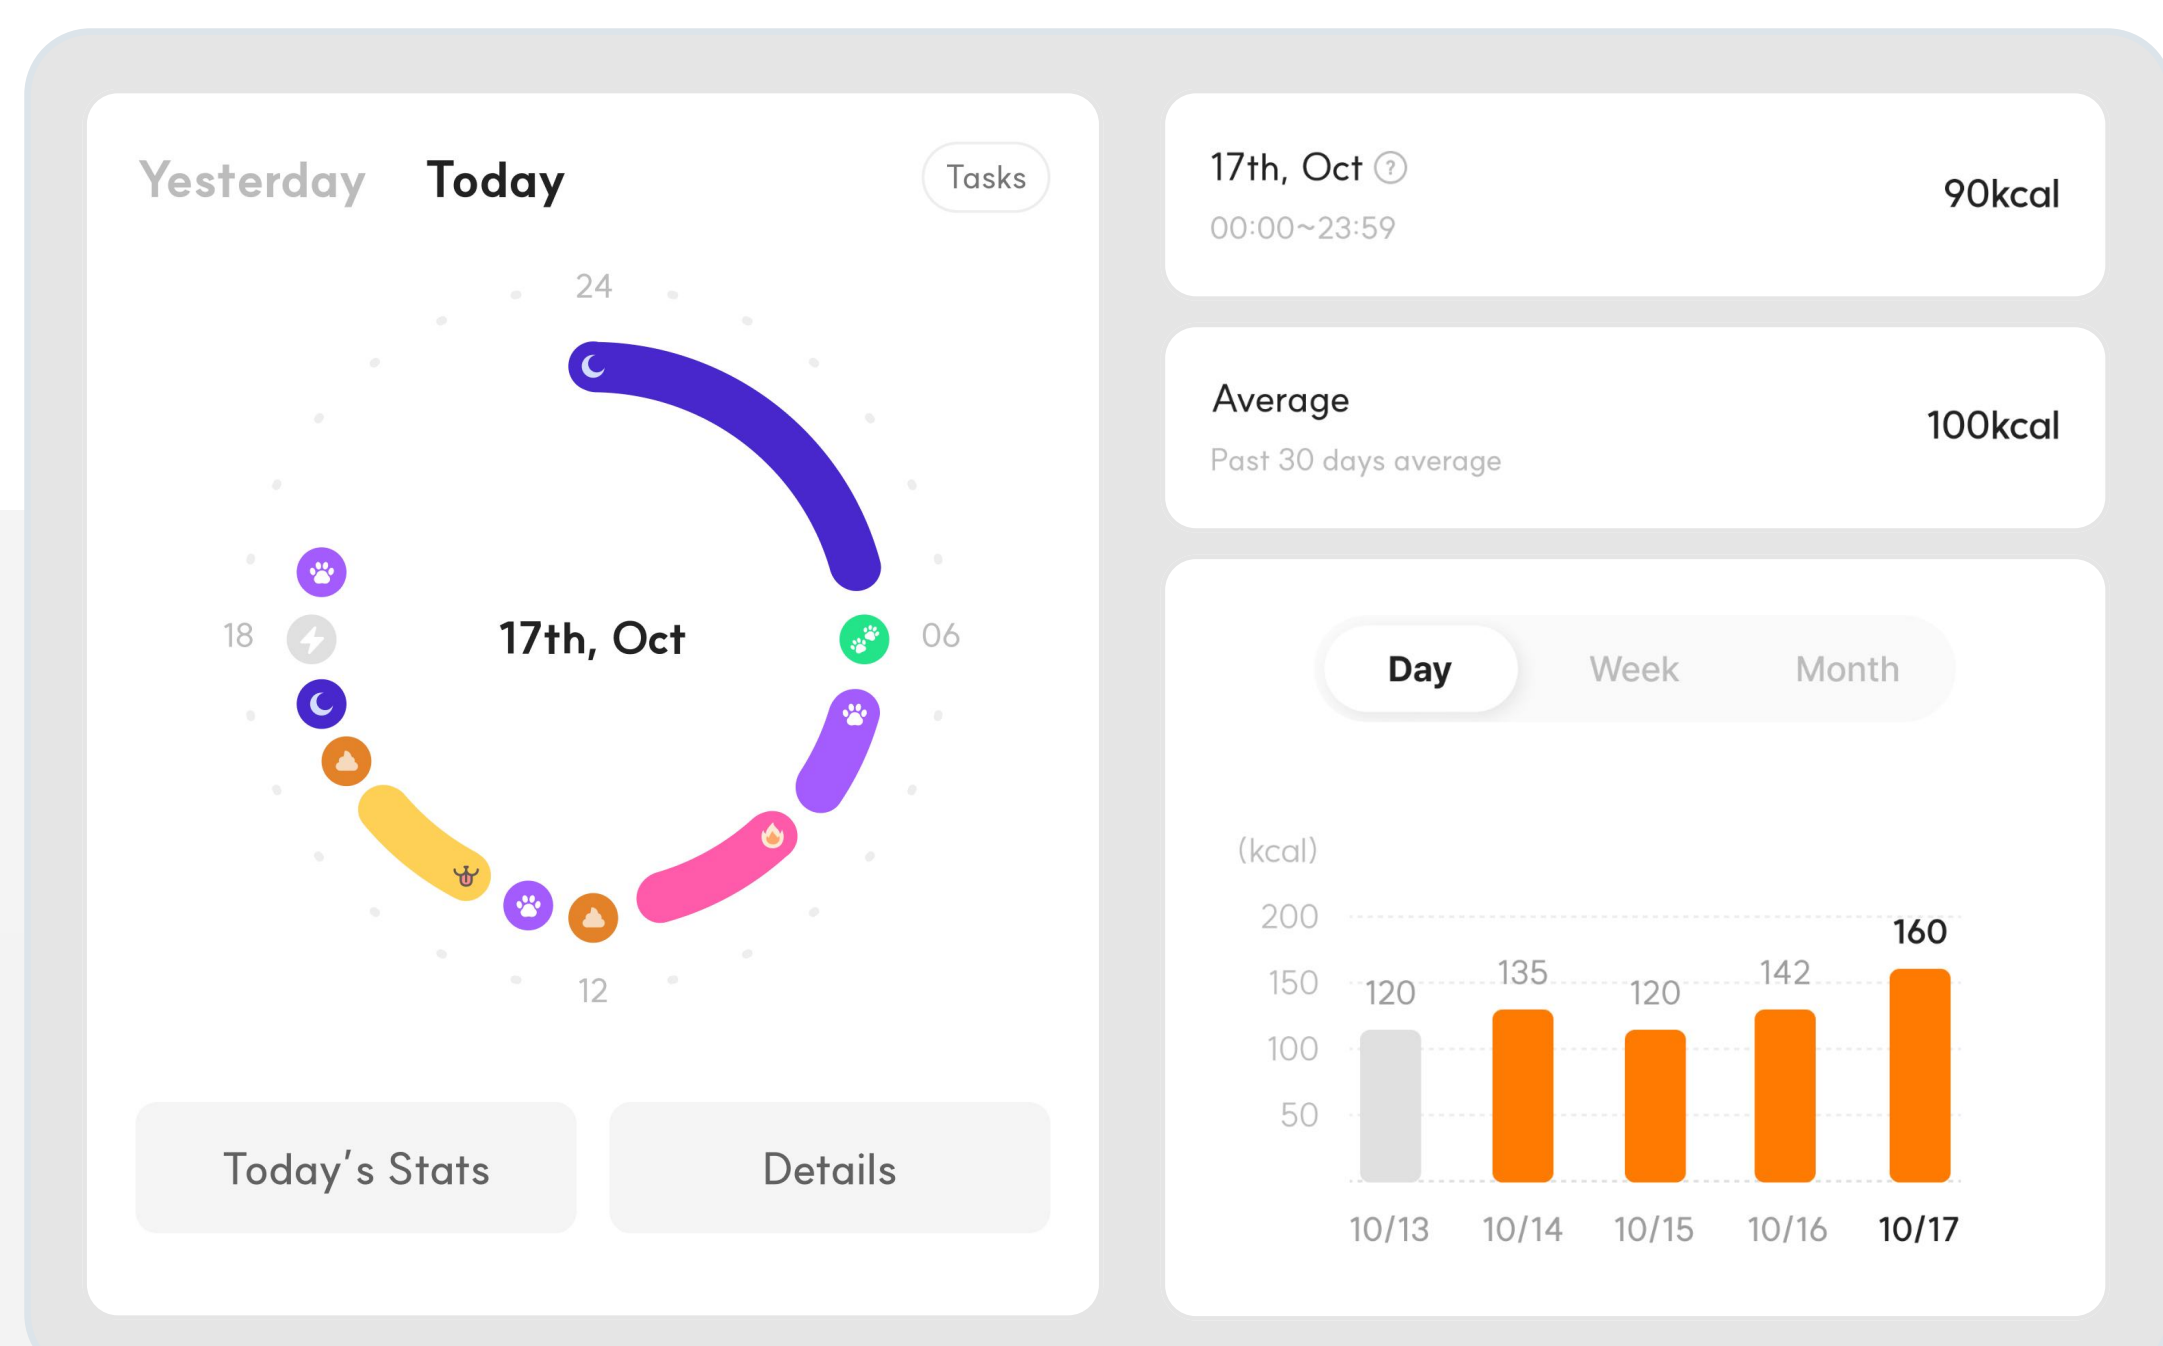 Yesterday Today Tasks
24
18
17th, Oct
06
12
Today's Stats
Details
17th, Oct ?
00:00~23:59
90kcal
Average
Past 30 days average
100kcal
Day Week Month
(kcal)
200
150
100
50
120
135
120
142
160
10/13 10/14 10/15 10/16 10/17